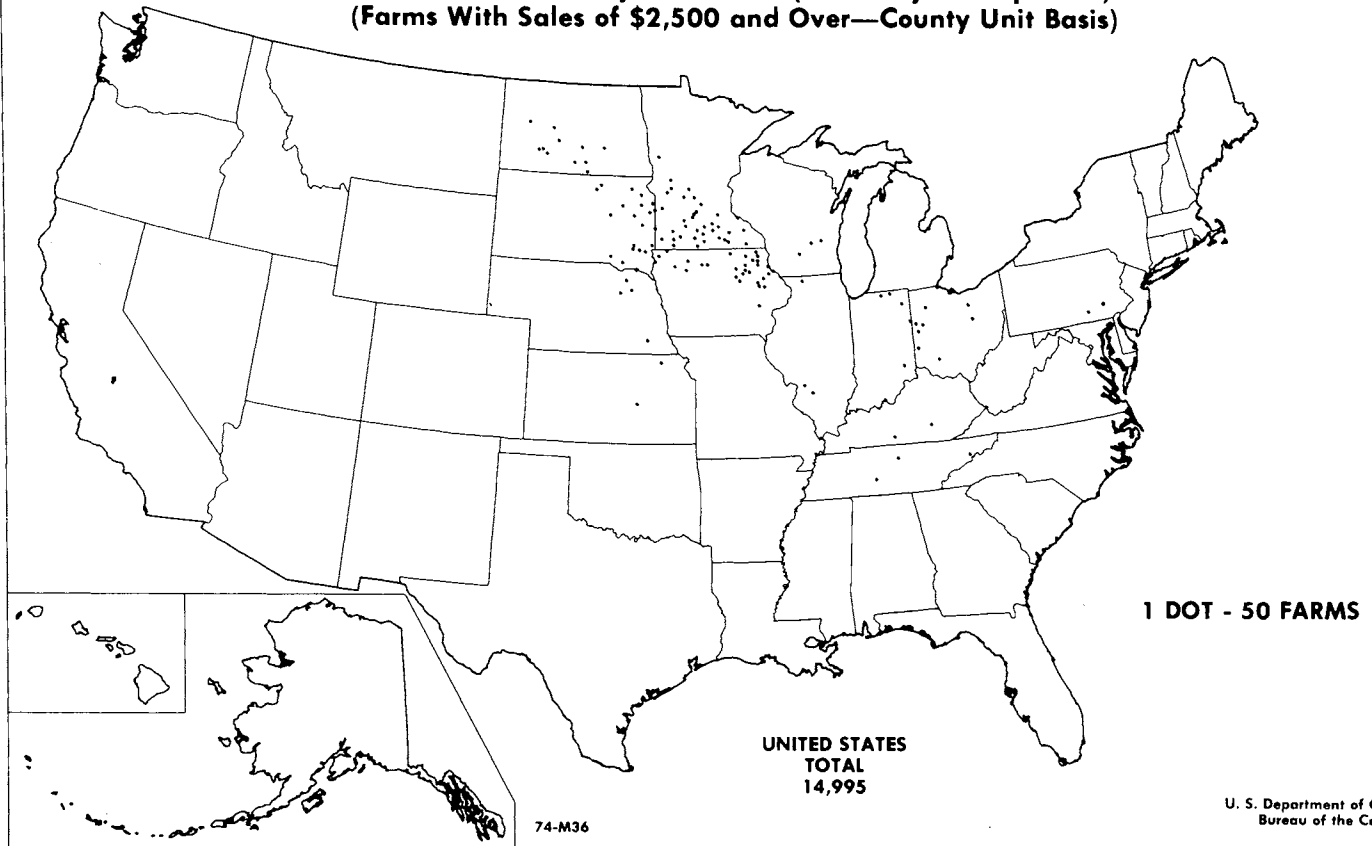 (Farms With Sales of $2,500 and Over—County Unit Basis)
1 DOT - 50 FARMS
UNITED STATES
TOTAL
14,995
74-M36
U. S. Department of
Bureau of the